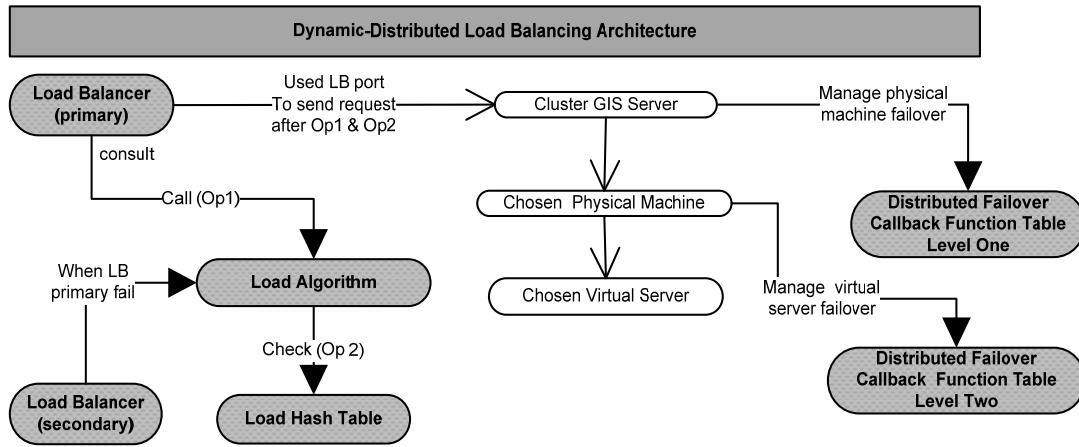 Dynamic-Distributed Load Balancing Architecture
Load Balancer
(primary)
Used LB port
To send request
after Op1 & Op2
Cluster GIS Server
Manage physical
machine failover
consult
Call (Op1)
Chosen Physical Machine
Distributed Failover
Callback Function Table
Level One
When LB
primary fail
Load Algorithm
Chosen Virtual Server
Manage virtual
server failover
Check (Op 2)
Load Balancer
(secondary)
Load Hash Table
Distributed Failover
Callback Function Table
Level Two